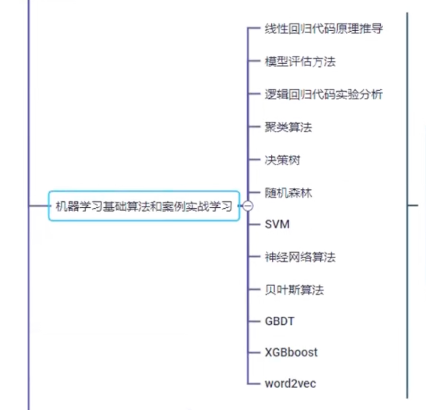 线性回归代码原理推导
模型评估方法
逻辑回归代码实验分析
聚类算法
决策树
随机森林
机器学习基础算法和案例实战学习
SVM
神经网络算法
贝叶斯算法
GBDT
XGBboost
word2vec